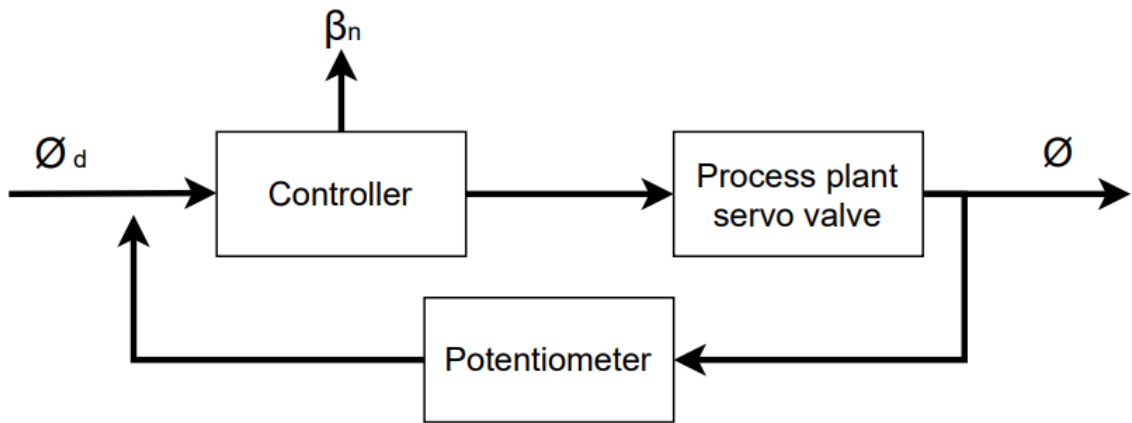 βn
Ød
Controller
Process plant
servo valve
Ø
Potentiometer